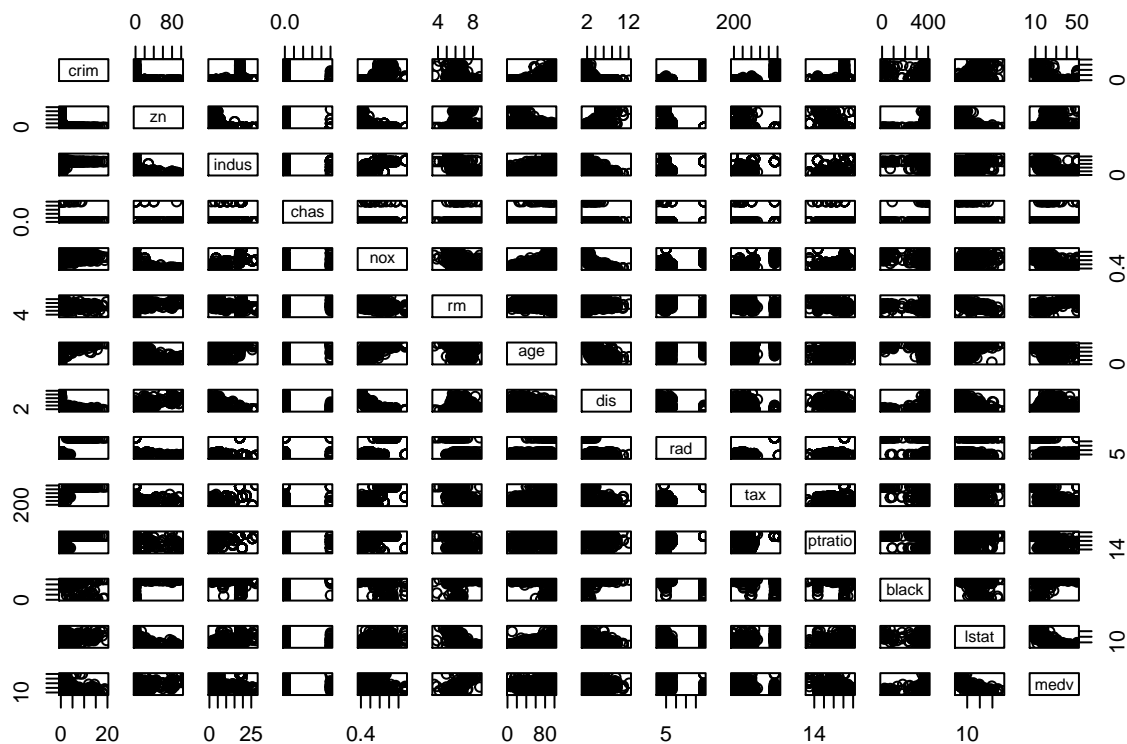 0 80 0.0 4 8 2 12 200 0 400 10 50
crim 0
0 zn
indus 0
0.0 chas
nox 0.4
4 rm
age 0
2 dis
rad 5
200 tax
ptratio 14
0 black
lstat 10
10 medv
0 20 0 25 0.4 0 80 5 14 10